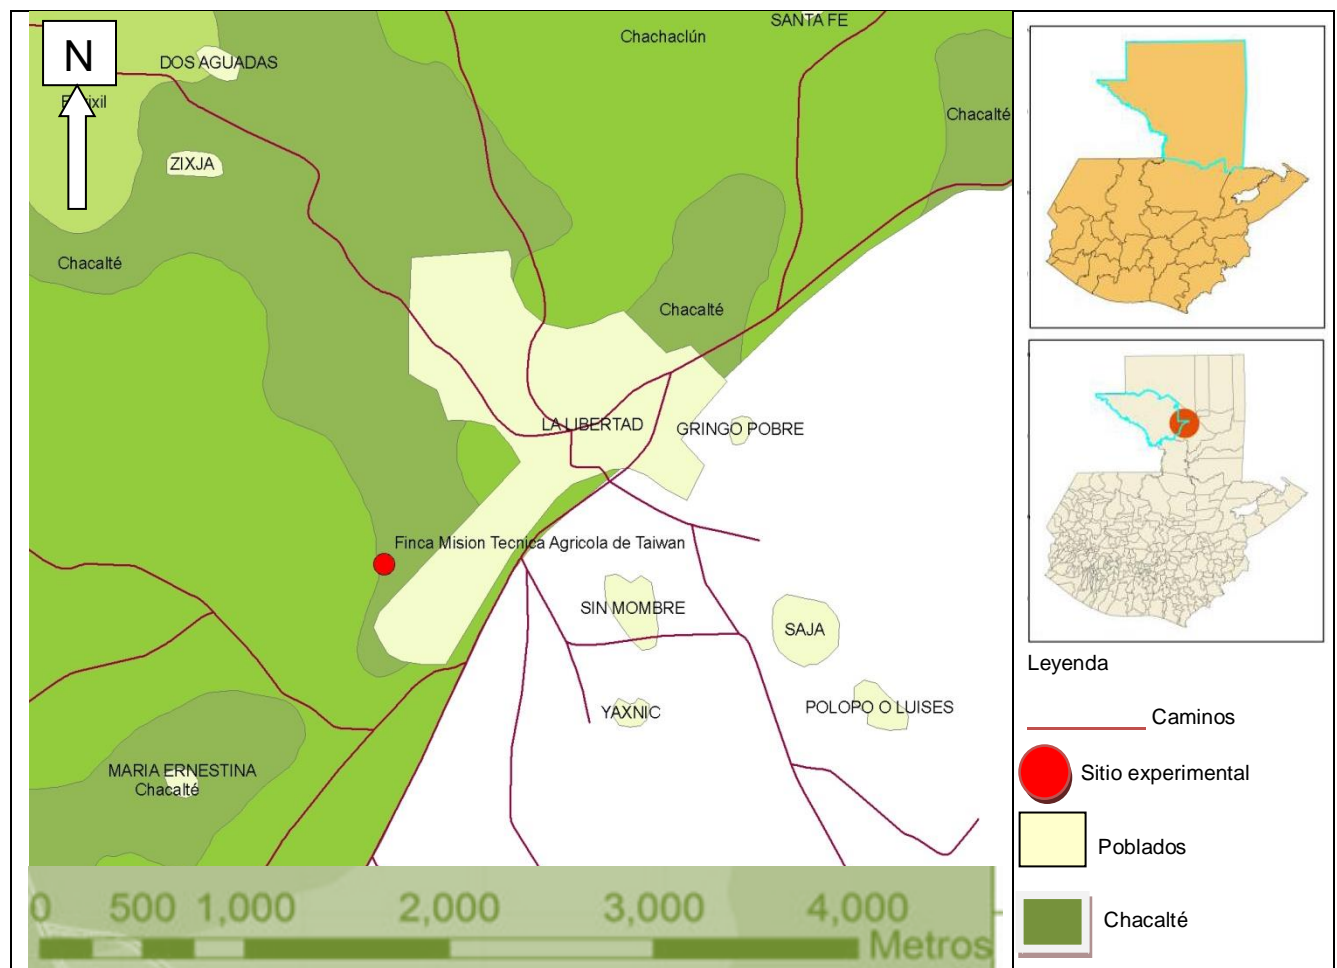 SANTA FE
N
Chachaclún
DOS AGUADAS
Chacalté
ZIXJA
Chacalté
Chacalté
LA LIBERTAD
GRINGO POBRE
Finca Mision Tecnica Agricola de Taiwan
SIN MOMBRE
SAJA
YAXNIC
POLOPO O LUISES
MARIA ERNESTINA
Chacalté
0 500 1,000 2,000 3,000 4,000
Metros
Leyenda
Caminos
Sitio experimental
Poblados
Chacalté